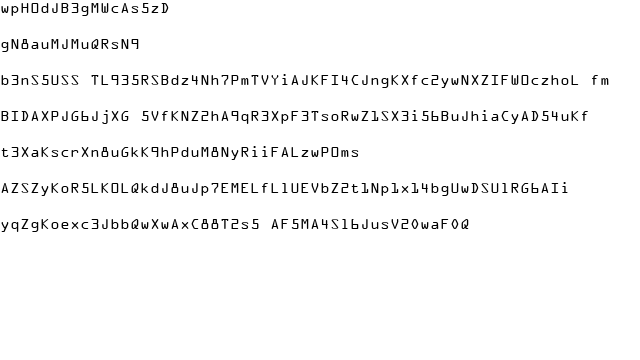 wpHOdJB3gMWcAs5zD
gN8auMJMuQRsN9
b3nS5USS TL935RSBdz4Nh7PmTVYiAJKFI4CJngKXfc2ywNXZIFWOczhoL fm
BIDAXPJG6JjXG 5VfKNZ2hA9qR3XpF3TsoRwZ1SX3i56BuJhiaCyAD54uKf
t3XaKscrXn8uGkK9hPduM8NyRiiFALzwPOms
AZSZyKoR5LKOLQkdJ8uJp7EMELfL1UEVbZ2t1Np1x14bgUwDSU1RG6AIi
yqZgKoexc3JbbQwXwAxC88T2s5 AF5MA4S16JusV20waF0Q